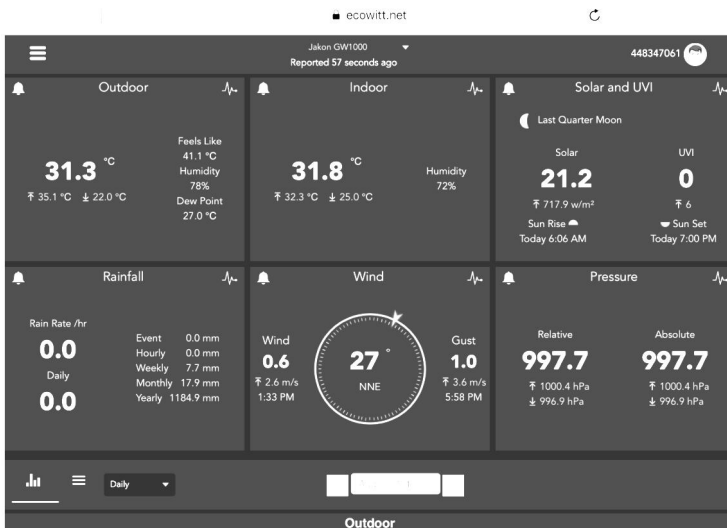 ecowitt.net
Jakon GW1000
Reported 57 seconds ago
448347061
Outdoor
31.3 °C
35.1 °C 22.0 °C
Feels Like
41.1 °C
Humidity
78%
Dew Point
27.0 °C
Indoor
31.8 °C
32.3 °C 25.0 °C
Humidity
72%
Solar and UVI
Last Quarter Moon
Solar
21.2
717.9 w/m²
Sun Rise
Today 6:06 AM
UVI
0
6
Sun Set
Today 7:00 PM
Rainfall
Rain Rate /hr
0.0
Daily
0.0
Event 0.0 mm
Hourly 0.0 mm
Weekly 7.7 mm
Monthly 17.9 mm
Yearly 1184.9 mm
Wind
Wind
0.6
2.6 m/s
1:33 PM
27 °
NNE
Gust
1.0
3.6 m/s
5:58 PM
Pressure
Relative
997.7
1000.4 hPa
996.9 hPa
Absolute
997.7
1000.4 hPa
996.9 hPa
Daily
Outdoor